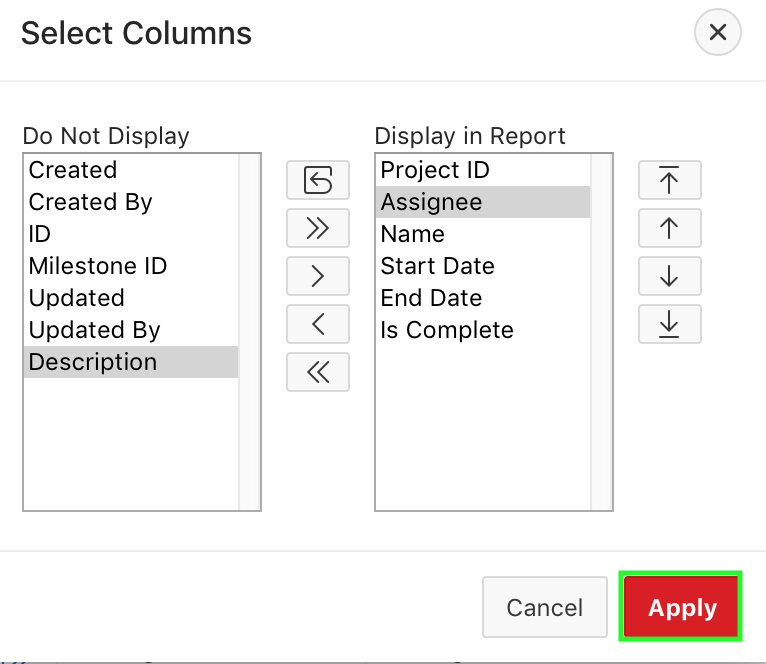 Select Columns
Do Not Display
Created
Created By
ID
Milestone ID
Updated
Updated By
Description
Display in Report
Project ID
Assignee
Name
Start Date
End Date
Is Complete
Cancel
Apply